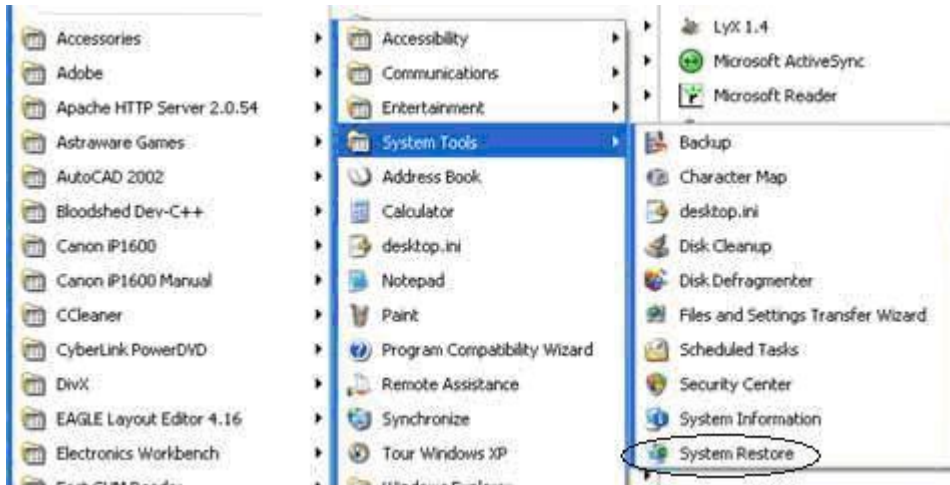 Accessories
Adobe
Apache HTTP Server 2.0.54
Astraware Games
AutoCAD 2002
Bloodshed Dev-C++
Canon iP1600
Canon iP1600 Manual
CCleaner
CyberLink PowerDVD
DivX
EAGLE Layout Editor 4.16
Electronics Workbench
Accessibility
Communications
Entertainment
System Tools
Address Book
Calculator
desktop.ini
Notepad
Paint
Program Compatibility Wizard
Remote Assistance
Synchronize
Tour Windows XP
Windows Explorer
LyX 1.4
Microsoft ActiveSync
Microsoft Reader
Backup
Character Map
desktop.ini
Disk Cleanup
Disk Defragmenter
Files and Settings Transfer Wizard
Scheduled Tasks
Security Center
System Information
System Restore